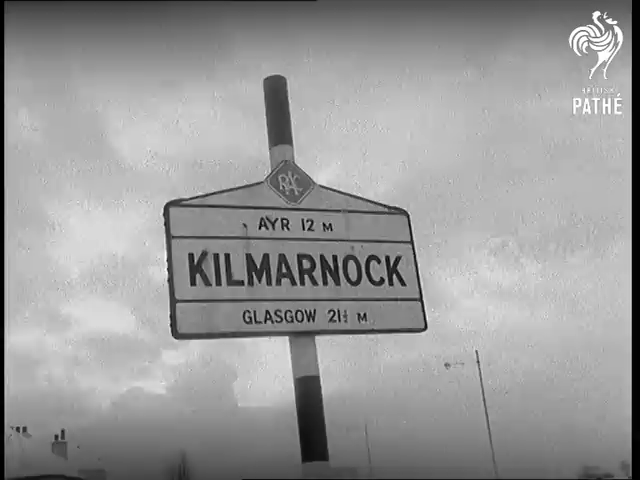 BRITISH
PATHÉ
RAC
AYR 12 M
KILMARNOCK
GLASGOW 21½ M